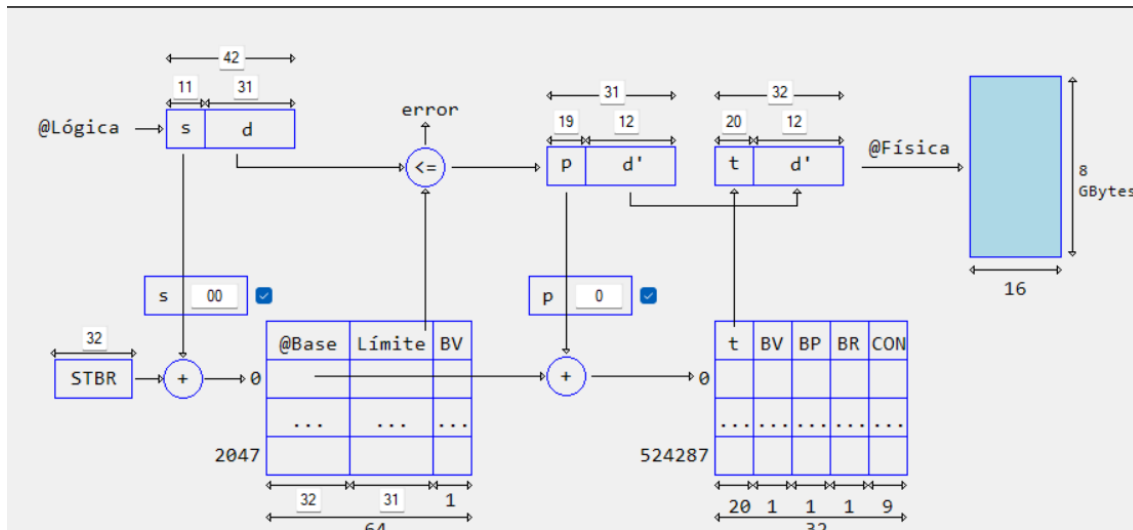 42
11 31
31
32
@Lógica s d
error
19 12
20 12
<=
p d'
t d'
@Física
8
GBytes
16
s 00
p 0
32
STBR
+
@Base Límite BV
0
... ... ...
2047
32 31 1
64
+
t BV BP BR CON
0
... ... ... ... ...
524287
20 1 1 1 9
32